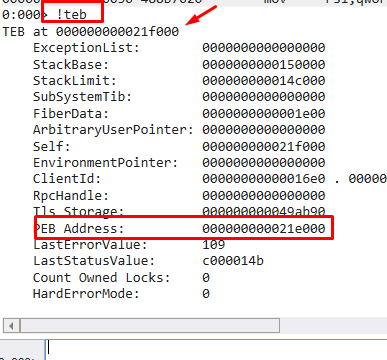 0:000> !teb
TEB at 000000000021f000
ExceptionList: 0000000000000000
StackBase: 0000000000150000
StackLimit: 000000000014c000
SubSystemTib: 0000000000000000
FiberData: 0000000000001e00
ArbitraryUserPointer: 0000000000000000
Self: 000000000021f000
EnvironmentPointer: 0000000000000000
ClientId: 00000000000016e0 . 00000
RpcHandle: 0000000000000000
Tls Storage: 000000000049ab90
PEB Address: 000000000021e000
LastErrorValue: 109
LastStatusValue: c000014b
Count Owned Locks: 0
HardErrorMode: 0